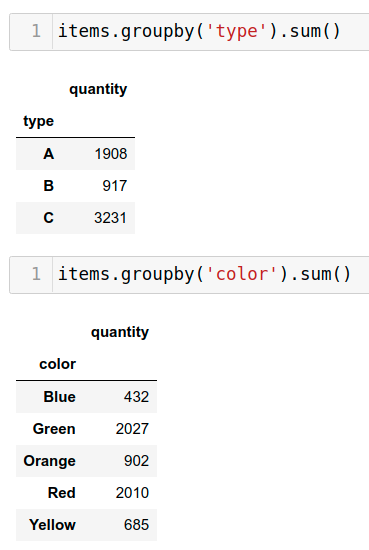 1 items.groupby('type').sum()
quantity
type
A 1908
B 917
C 3231
1 items.groupby('color').sum()
quantity
color
Blue 432
Green 2027
Orange 902
Red 2010
Yellow 685